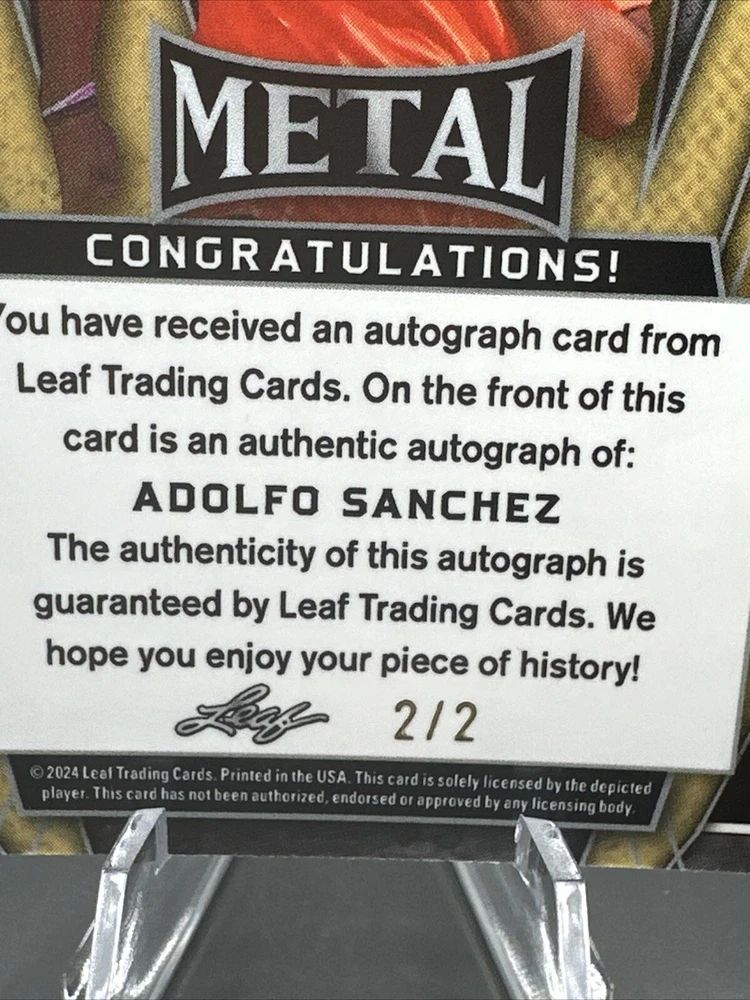 METAL
CONGRATULATIONS!
You have received an autograph card from
Leaf Trading Cards. On the front of this
card is an authentic autograph of:
ADOLFO SANCHEZ
The authenticity of this autograph is
guaranteed by Leaf Trading Cards. We
hope you enjoy your piece of history!
Leaf 2/2
© 2024 Leaf Trading Cards. Printed in the USA. This card is solely licensed by the depicted
player. This card has not been authorized, endorsed or approved by any licensing body.